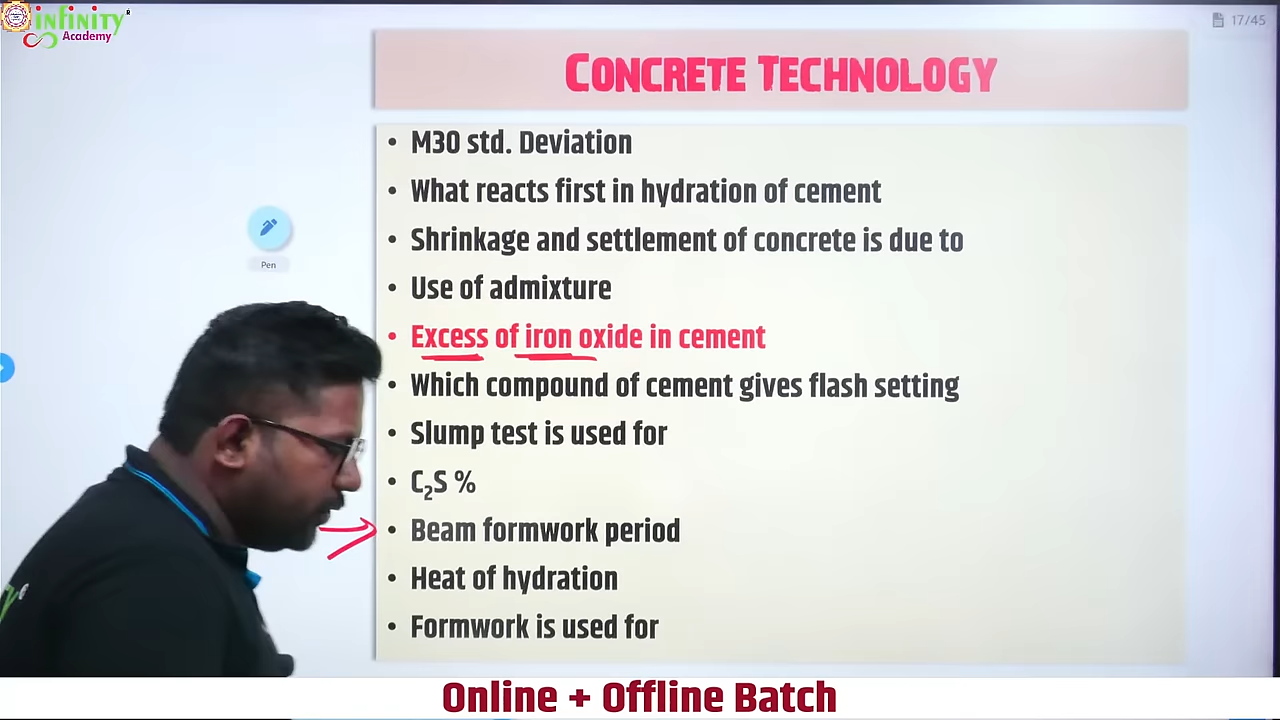 infinity
Academy
17/45
CONCRETE TECHNOLOGY
• M30 std. Deviation
• What reacts first in hydration of cement
• Shrinkage and settlement of concrete is due to
• Use of admixture
• Excess of iron oxide in cement
• Which compound of cement gives flash setting
• Slump test is used for
• C₂S %
• Beam formwork period
• Heat of hydration
• Formwork is used for
Pen
Online + Offline Batch